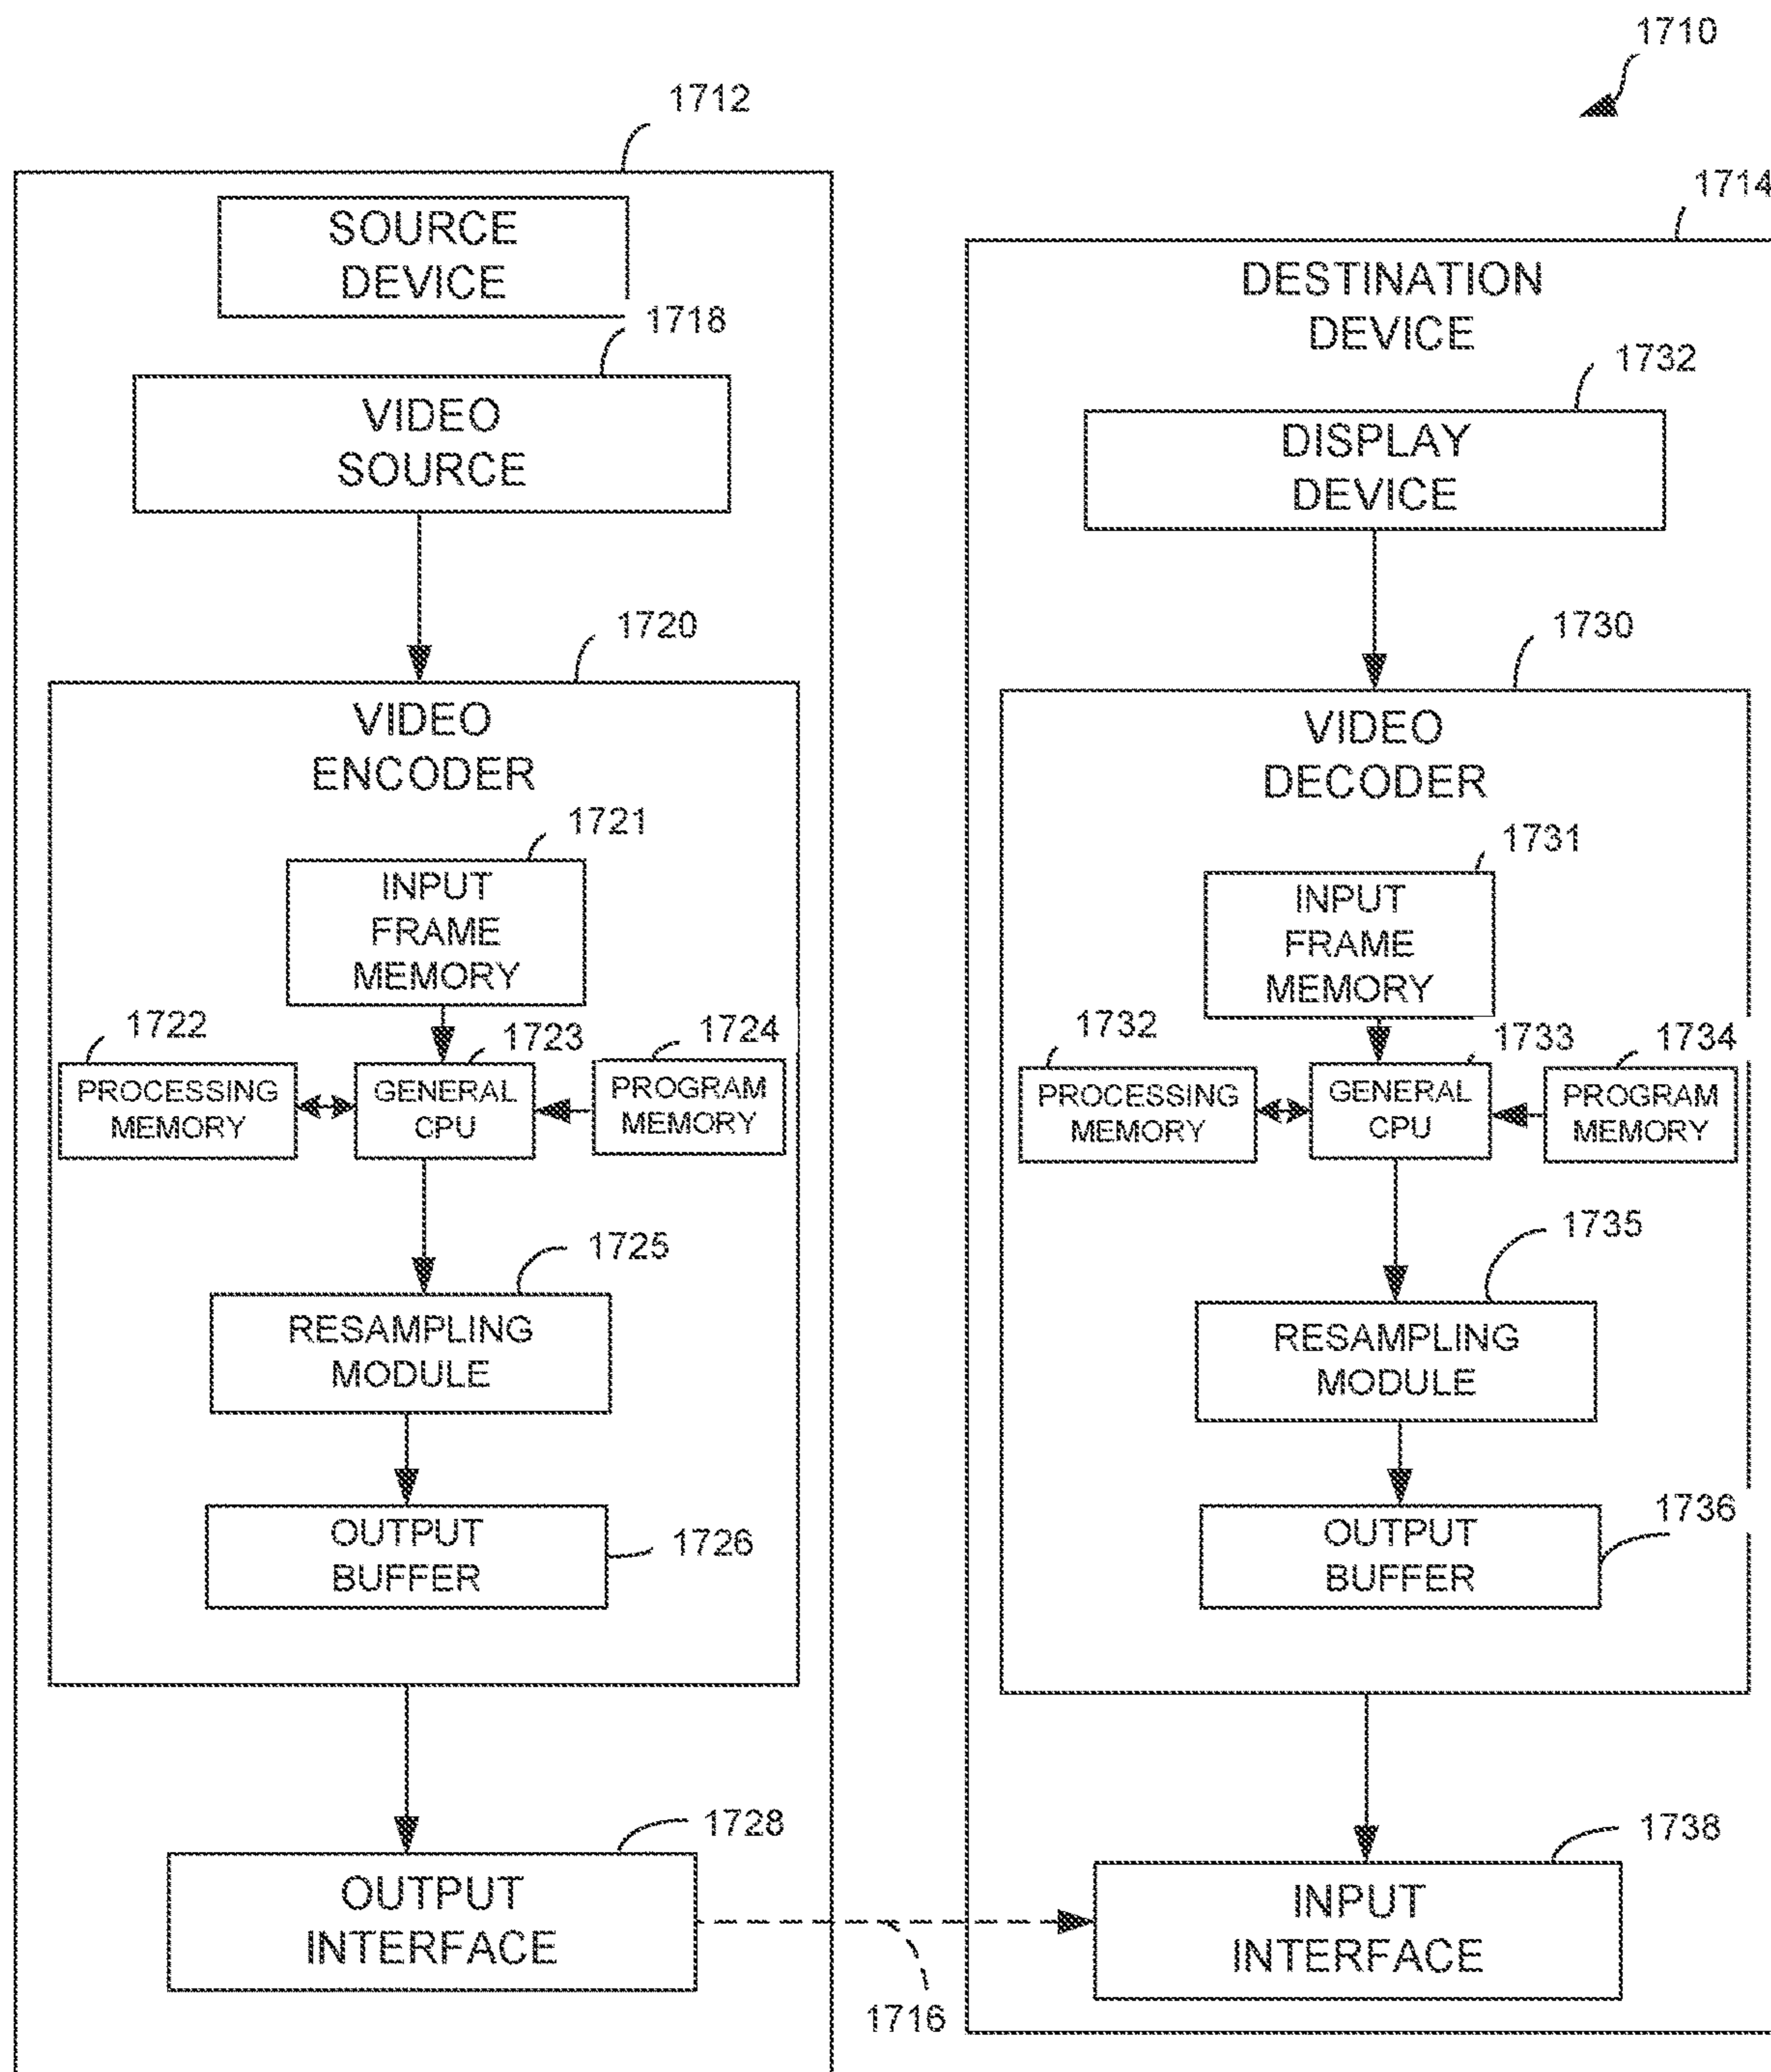 1710
1712
SOURCE
DEVICE
1718
VIDEO
SOURCE
1720
VIDEO
ENCODER
1721
INPUT
FRAME
MEMORY
1722
1723
1724
PROCESSING
MEMORY
GENERAL
CPU
PROGRAM
MEMORY
1725
RESAMPLING
MODULE
OUTPUT
BUFFER
1726
1728
OUTPUT
INTERFACE
1716
1714
DESTINATION
DEVICE
1732
DISPLAY
DEVICE
1730
VIDEO
DECODER
1731
INPUT
FRAME
MEMORY
1732
1733
1734
PROCESSING
MEMORY
GENERAL
CPU
PROGRAM
MEMORY
1735
RESAMPLING
MODULE
1736
OUTPUT
BUFFER
1738
INPUT
INTERFACE